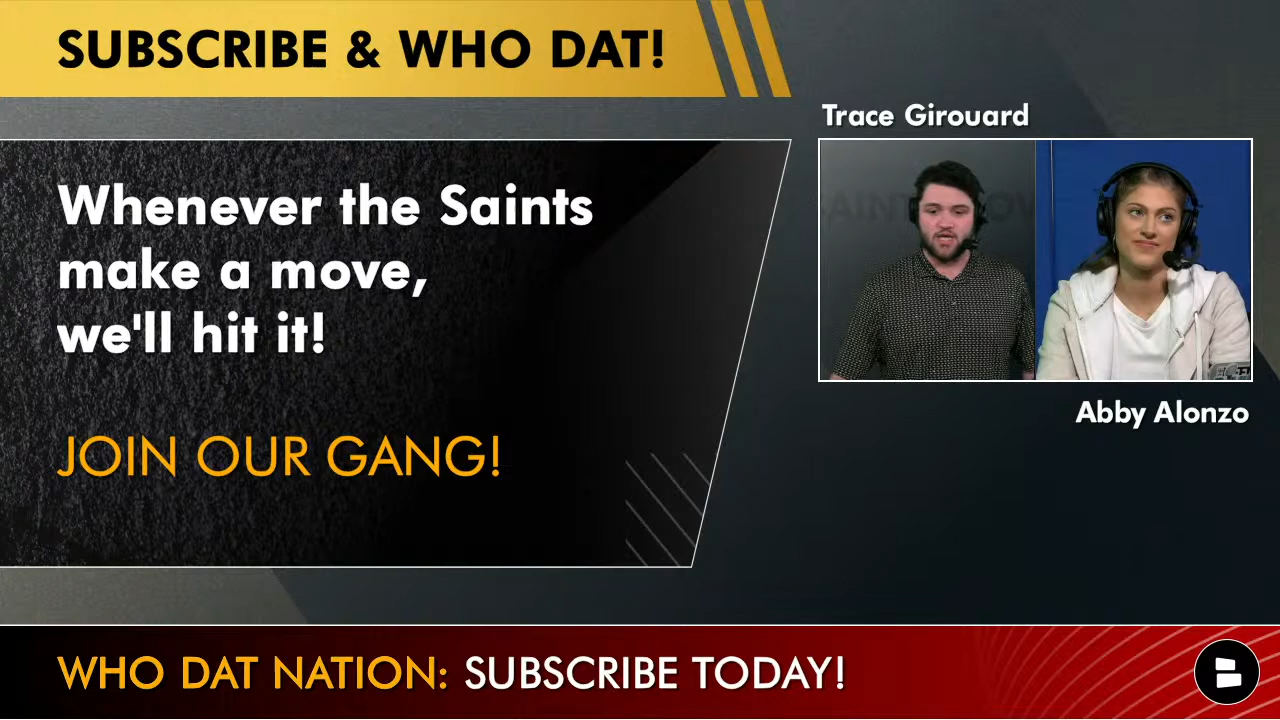 SUBSCRIBE & WHO DAT!
Trace Girouard
Whenever the Saints
make a move,
we'll hit it!
JOIN OUR GANG!
Abby Alonzo
WHO DAT NATION: SUBSCRIBE TODAY!